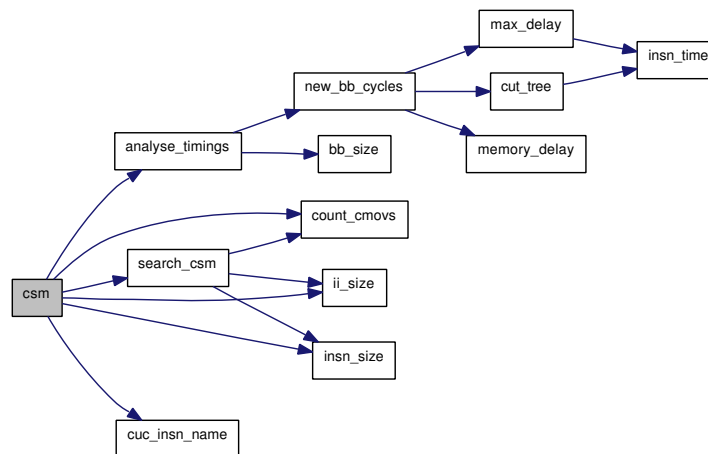 max_delay
insn_time
new_bb_cycles
cut_tree
analyse_timings
bb_size
memory_delay
count_cmovs
search_csm
csm
ii_size
insn_size
cuc_insn_name